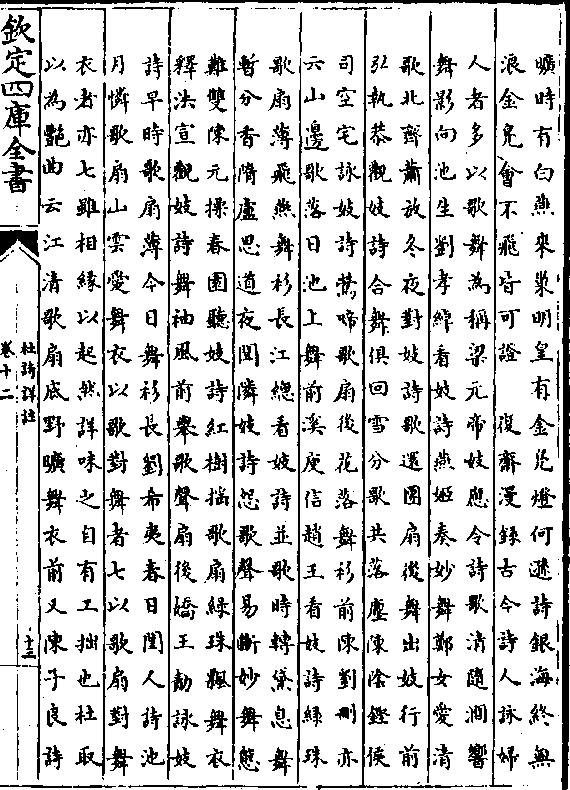 曠時有白燕來巢明皇有金鳧燈何遜詩銀海終無
浪金鳧會不飛皆可證　復齋漫録古今詩人詠婦
人者多以歌舞為稱梁元帝妓應令詩歌清隨澗響
舞影向池生劉孝綽看妓詩燕姬奏妙舞鄭女愛清
歌北齊蕭放冬夜對妓詩歌還團扇後舞出妓行前
弘執恭觀妓詩合舞俱回雪分歌共落塵陳陰鏗侯
司空宅詠妓詩鶯啼歌扇後花落舞衫前陳劉刪亦
云山邊歌落日池上舞前溪庾信趙王看妓詩緑珠
歌扇薄飛燕舞衫長江總看妓詩並歌時轉黛息舞
暫分香隋盧思道夜聞隣妓詩怨歌聲易斷妙舞態
難雙陳元操春園聽妓詩紅樹揺歌扇緑珠飄舞衣
釋法宣觀妓詩舞袖風前舉歌聲扇後嬌王勣詠妓
詩早時歌扇薄今日舞衫長劉希夷春日閨人詩池
月憐歌扇山雲愛舞衣以歌對舞者七以歌扇對舞
衣者亦七雖相緣以起然詳味之自有工拙也杜取
以為艷曲云江清歌扇底野曠舞衣前又陳子良詩
欽定四庫全書
杜詩詳註
卷十二
十三